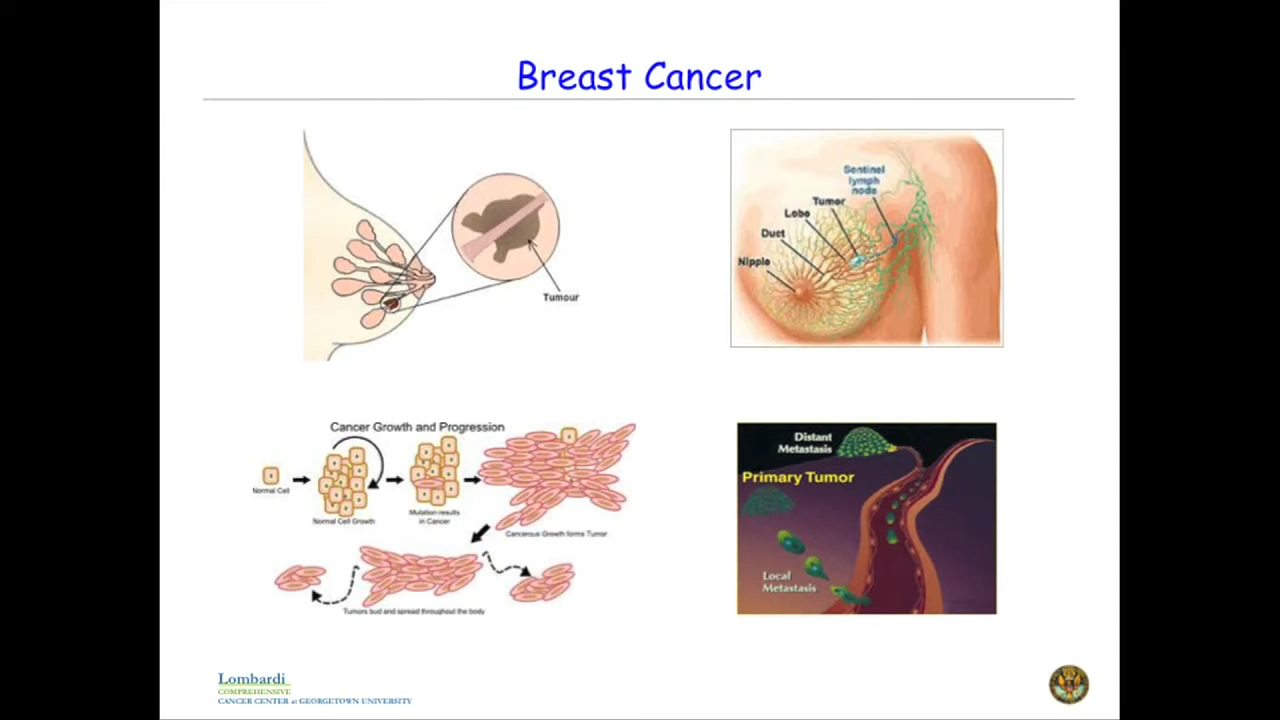 Breast Cancer
Tumour
Sentinel
lymph
node
Tumor
Lobe
Duct
Nipple
Cancer Growth and Progression
Normal Cell
Normal Cell Growth
Mutation results
in Cancer
Cancerous Growth forms Tumor
Tumors bud and spread throughout the body
Distant
Metastasis
Primary Tumor
Local
Metastasis
Lombardi
COMPREHENSIVE
CANCER CENTER at GEORGETOWN UNIVERSITY